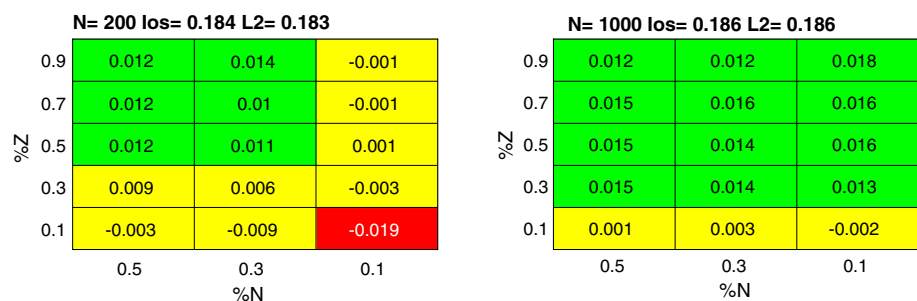 N= 200 los= 0.184 L2= 0.183
0.9 0.012 0.014 -0.001
0.7 0.012 0.01 -0.001
0.5 0.012 0.011 0.001
0.3 0.009 0.006 -0.003
0.1 -0.003 -0.009 -0.019
%Z
0.5 0.3 0.1
%N
N= 1000 los= 0.186 L2= 0.186
0.9 0.012 0.012 0.018
0.7 0.015 0.016 0.016
0.5 0.015 0.014 0.016
0.3 0.015 0.014 0.013
0.1 0.001 0.003 -0.002
%Z
0.5 0.3 0.1
%N